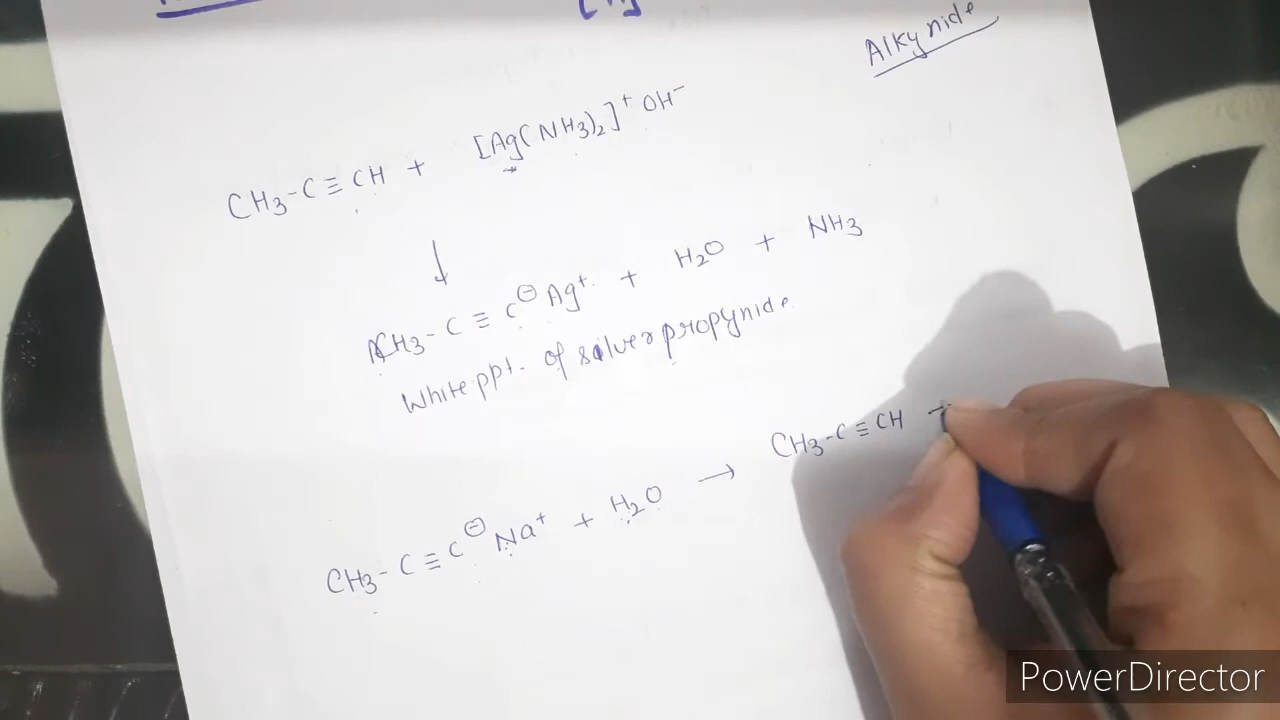 Alkynide
CH3-C≡CH + [Ag(NH3)2]+ OH-
↓
CH3-C≡C⊖ Ag+ + H2O + NH3
White ppt. of silver propynide
CH3-C≡C⊖ Na+ + H2O → CH3-C≡CH +
PowerDirector